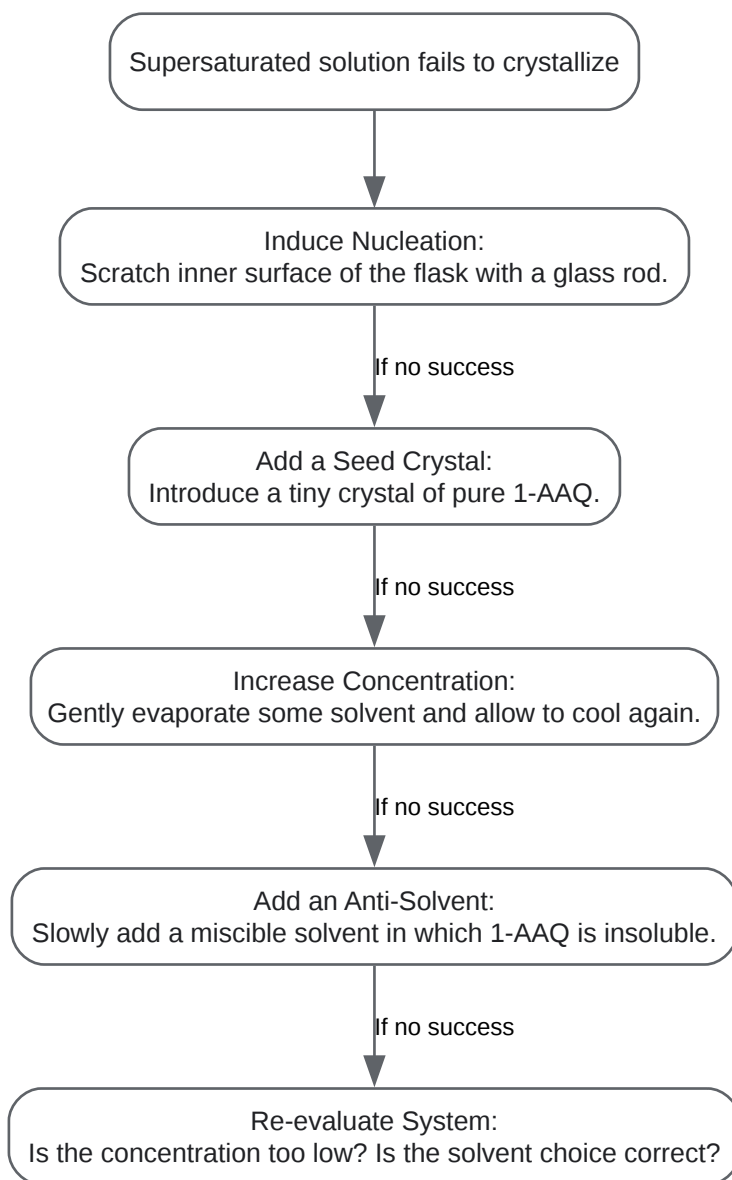 Supersaturated solution fails to crystallize
Induce Nucleation:
Scratch inner surface of the flask with a glass rod.
If no success
Add a Seed Crystal:
Introduce a tiny crystal of pure 1-AAQ.
If no success
Increase Concentration:
Gently evaporate some solvent and allow to cool again.
If no success
Add an Anti-Solvent:
Slowly add a miscible solvent in which 1-AAQ is insoluble.
If no success
Re-evaluate System:
Is the concentration too low? Is the solvent choice correct?